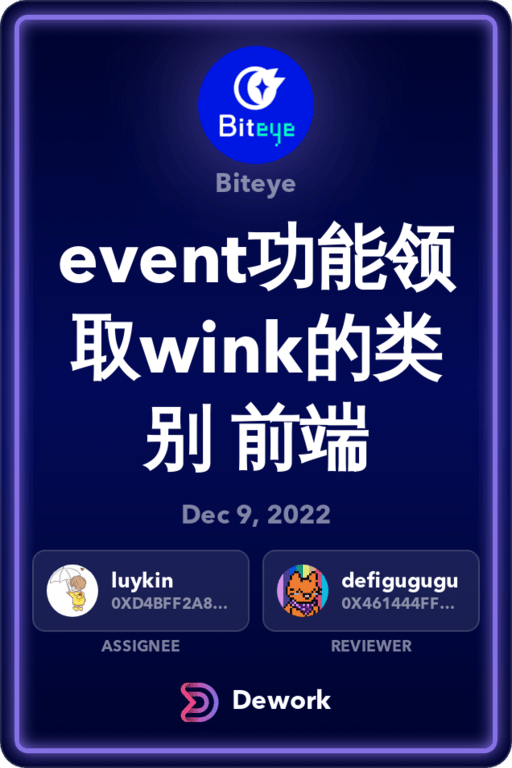 Biteye
Biteye
event功能领
取wink的类
别 前端
Dec 9, 2022
luykin
0XD4BFF2A8...
defigugugu
0X461444FF...
ASSIGNEE
REVIEWER
Dework